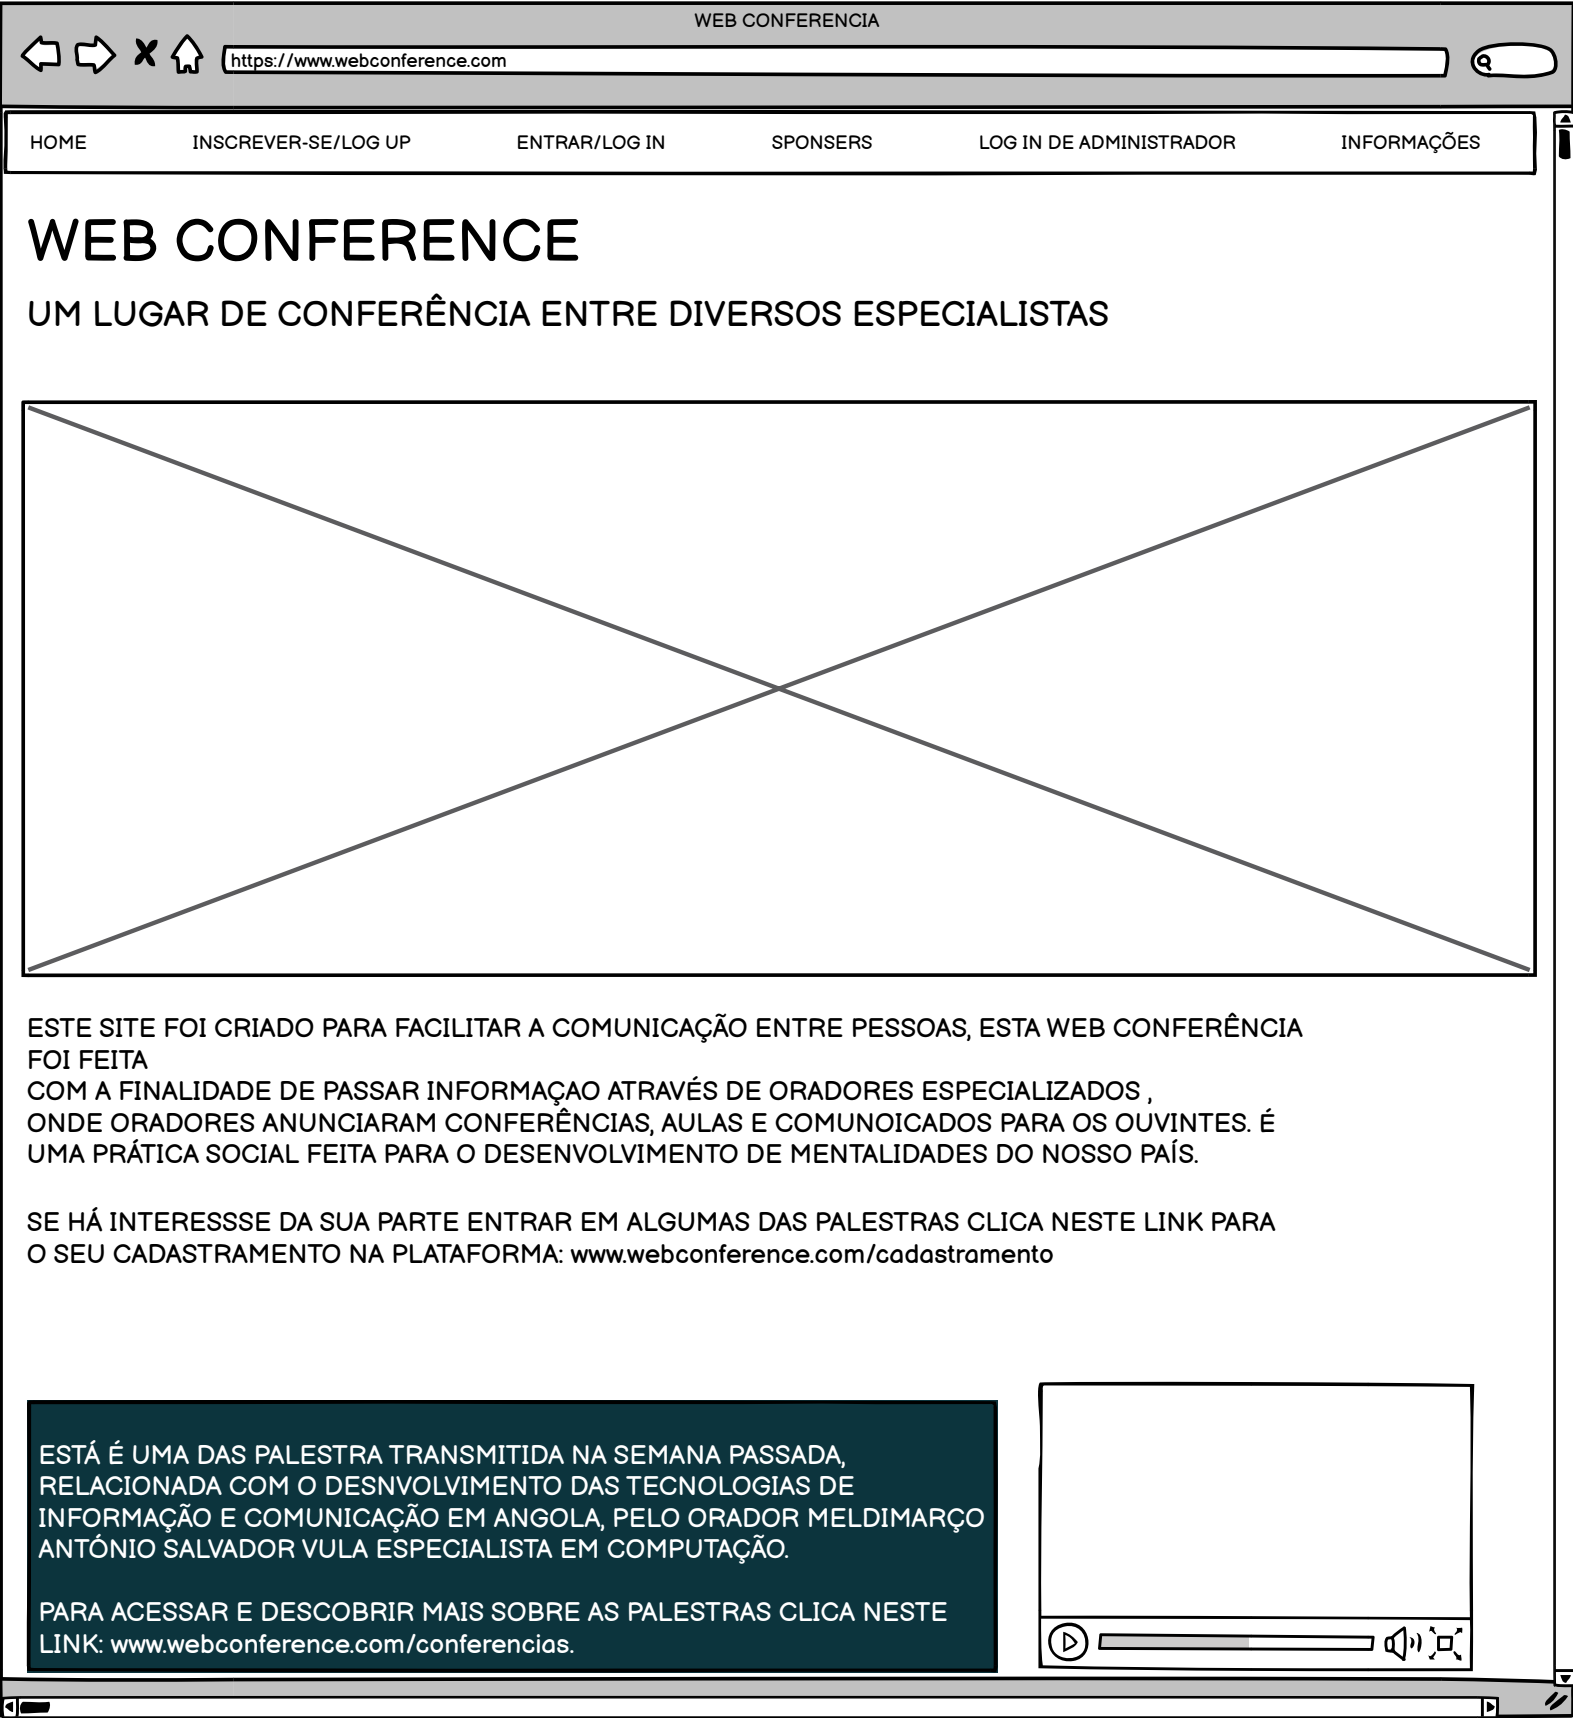 WEB CONFERENCIA
https://www.webconference.com
HOME
INSCREVER-SE/LOG UP
ENTRAR/LOG IN
SPONSERS
LOG IN DE ADMINISTRADOR
INFORMAÇÕES
WEB CONFERENCE
UM LUGAR DE CONFERÊNCIA ENTRE DIVERSOS ESPECIALISTAS
ESTE SITE FOI CRIADO PARA FACILITAR A COMUNICAÇÃO ENTRE PESSOAS, ESTA WEB CONFERÊNCIA
FOI FEITA
COM A FINALIDADE DE PASSAR INFORMAÇAO ATRAVÉS DE ORADORES ESPECIALIZADOS ,
ONDE ORADORES ANUNCIARAM CONFERÊNCIAS, AULAS E COMUNOICADOS PARA OS OUVINTES. É
UMA PRÁTICA SOCIAL FEITA PARA O DESENVOLVIMENTO DE MENTALIDADES DO NOSSO PAÍS.
SE HÁ INTERESSSE DA SUA PARTE ENTRAR EM ALGUMAS DAS PALESTRAS CLICA NESTE LINK PARA
O SEU CADASTRAMENTO NA PLATAFORMA: www.webconference.com/cadastramento
ESTÁ É UMA DAS PALESTRA TRANSMITIDA NA SEMANA PASSADA,
RELACIONADA COM O DESNVOLVIMENTO DAS TECNOLOGIAS DE
INFORMAÇÃO E COMUNICAÇÃO EM ANGOLA, PELO ORADOR MELDIMARÇO
ANTÓNIO SALVADOR VULA ESPECIALISTA EM COMPUTAÇÃO.
PARA ACESSAR E DESCOBRIR MAIS SOBRE AS PALESTRAS CLICA NESTE
LINK: www.webconference.com/conferencias.